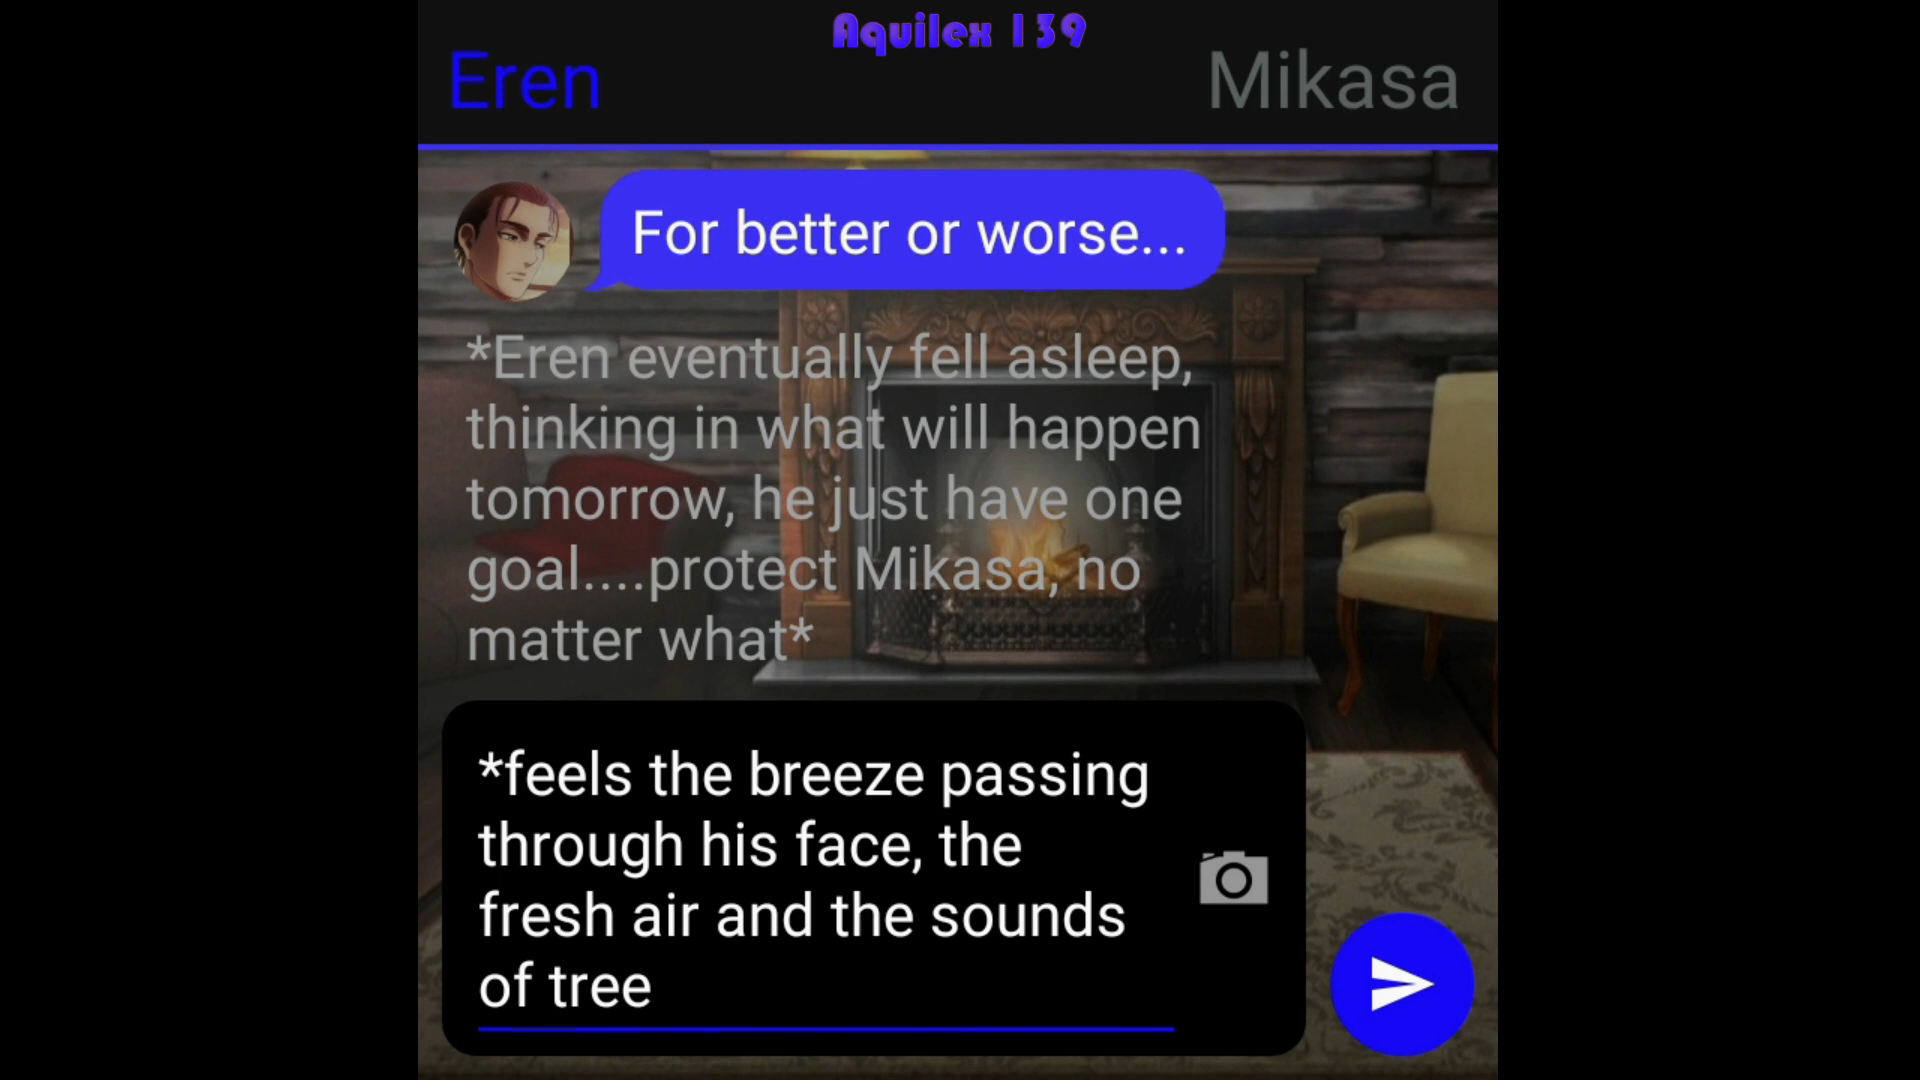 Aquilex 139
Eren
Mikasa
For better or worse...
*Eren eventually fell asleep,
thinking in what will happen
tomorrow, he just have one
goal....protect Mikasa, no
matter what*
*feels the breeze passing
through his face, the
fresh air and the sounds
of tree